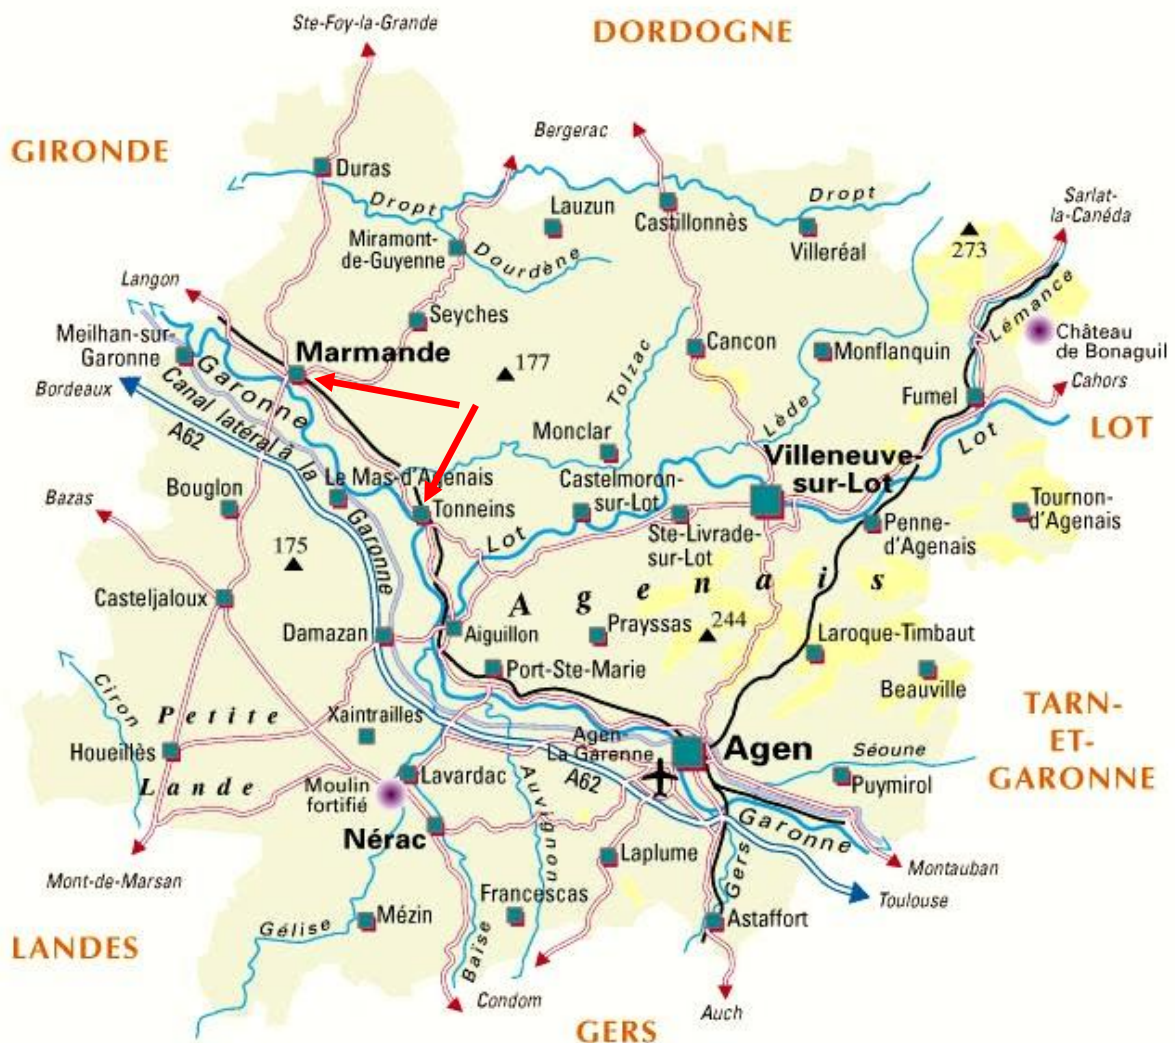 Ste-Foy-la-Grande
DORDOGNE
Bergerac
GIRONDE
Duras
Dropt
Lauzun
Castillonnès
Dropt
Villeréal
Sarlat-
la-Canéda
273
Miramont-
de-Guyenne
Dourdène
Langon
Seyches
Meilhan-sur-
Garonne
Marmande
177
Tolzac
Cancon
Monflanquin
Lémance
Château
de Bonaguil
Bordeaux
Garonne
Canal latéral à la
Garonne
A62
Fumel
Cahors
LOT
Lède
Lot
Monclar
Villeneuve-
sur-Lot
Bazas
Bouglon
Le Mas-d'Agenais
Tonneins
Castelmoron-
sur-Lot
Lot
Ste-Livrade-
sur-Lot
Penne-
d'Agenais
Tournon-
d'Agenais
175
Casteljaloux
Agenais
Damazan
Aiguillon
Prayssas
244
Laroque-Timbaut
Port-Ste-Marie
Beauville
Ciron
Petite
Lande
Xaintrailles
Houeillès
Agen-
La Garenne
Agen
Séoune
TARN-
ET-
GARONNE
Moulin
fortifié
Lavardac
Auvignon
A62
Puymirol
Nérac
Garonne
Laplume
Gers
Montauban
Mont-de-Marsan
Toulouse
Francescas
Mézin
Gélise
Baïse
Astaffort
LANDES
Condom
GERS
Auch